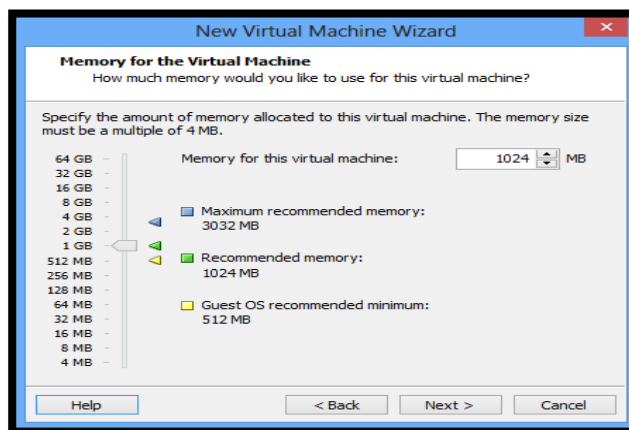 New Virtual Machine Wizard
Memory for the Virtual Machine
How much memory would you like to use for this virtual machine?
Specify the amount of memory allocated to this virtual machine. The memory size
must be a multiple of 4 MB.
64 GB
32 GB
16 GB
8 GB
4 GB
2 GB
1 GB
512 MB
256 MB
128 MB
64 MB
32 MB
16 MB
8 MB
4 MB
Memory for this virtual machine: 1024 MB
Maximum recommended memory:
3032 MB
Recommended memory:
1024 MB
Guest OS recommended minimum:
512 MB
Help < Back Next > Cancel